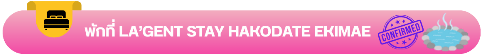 พักที่ LA'GENT STAY HAKODATE EKIMAE
CONFIRMED